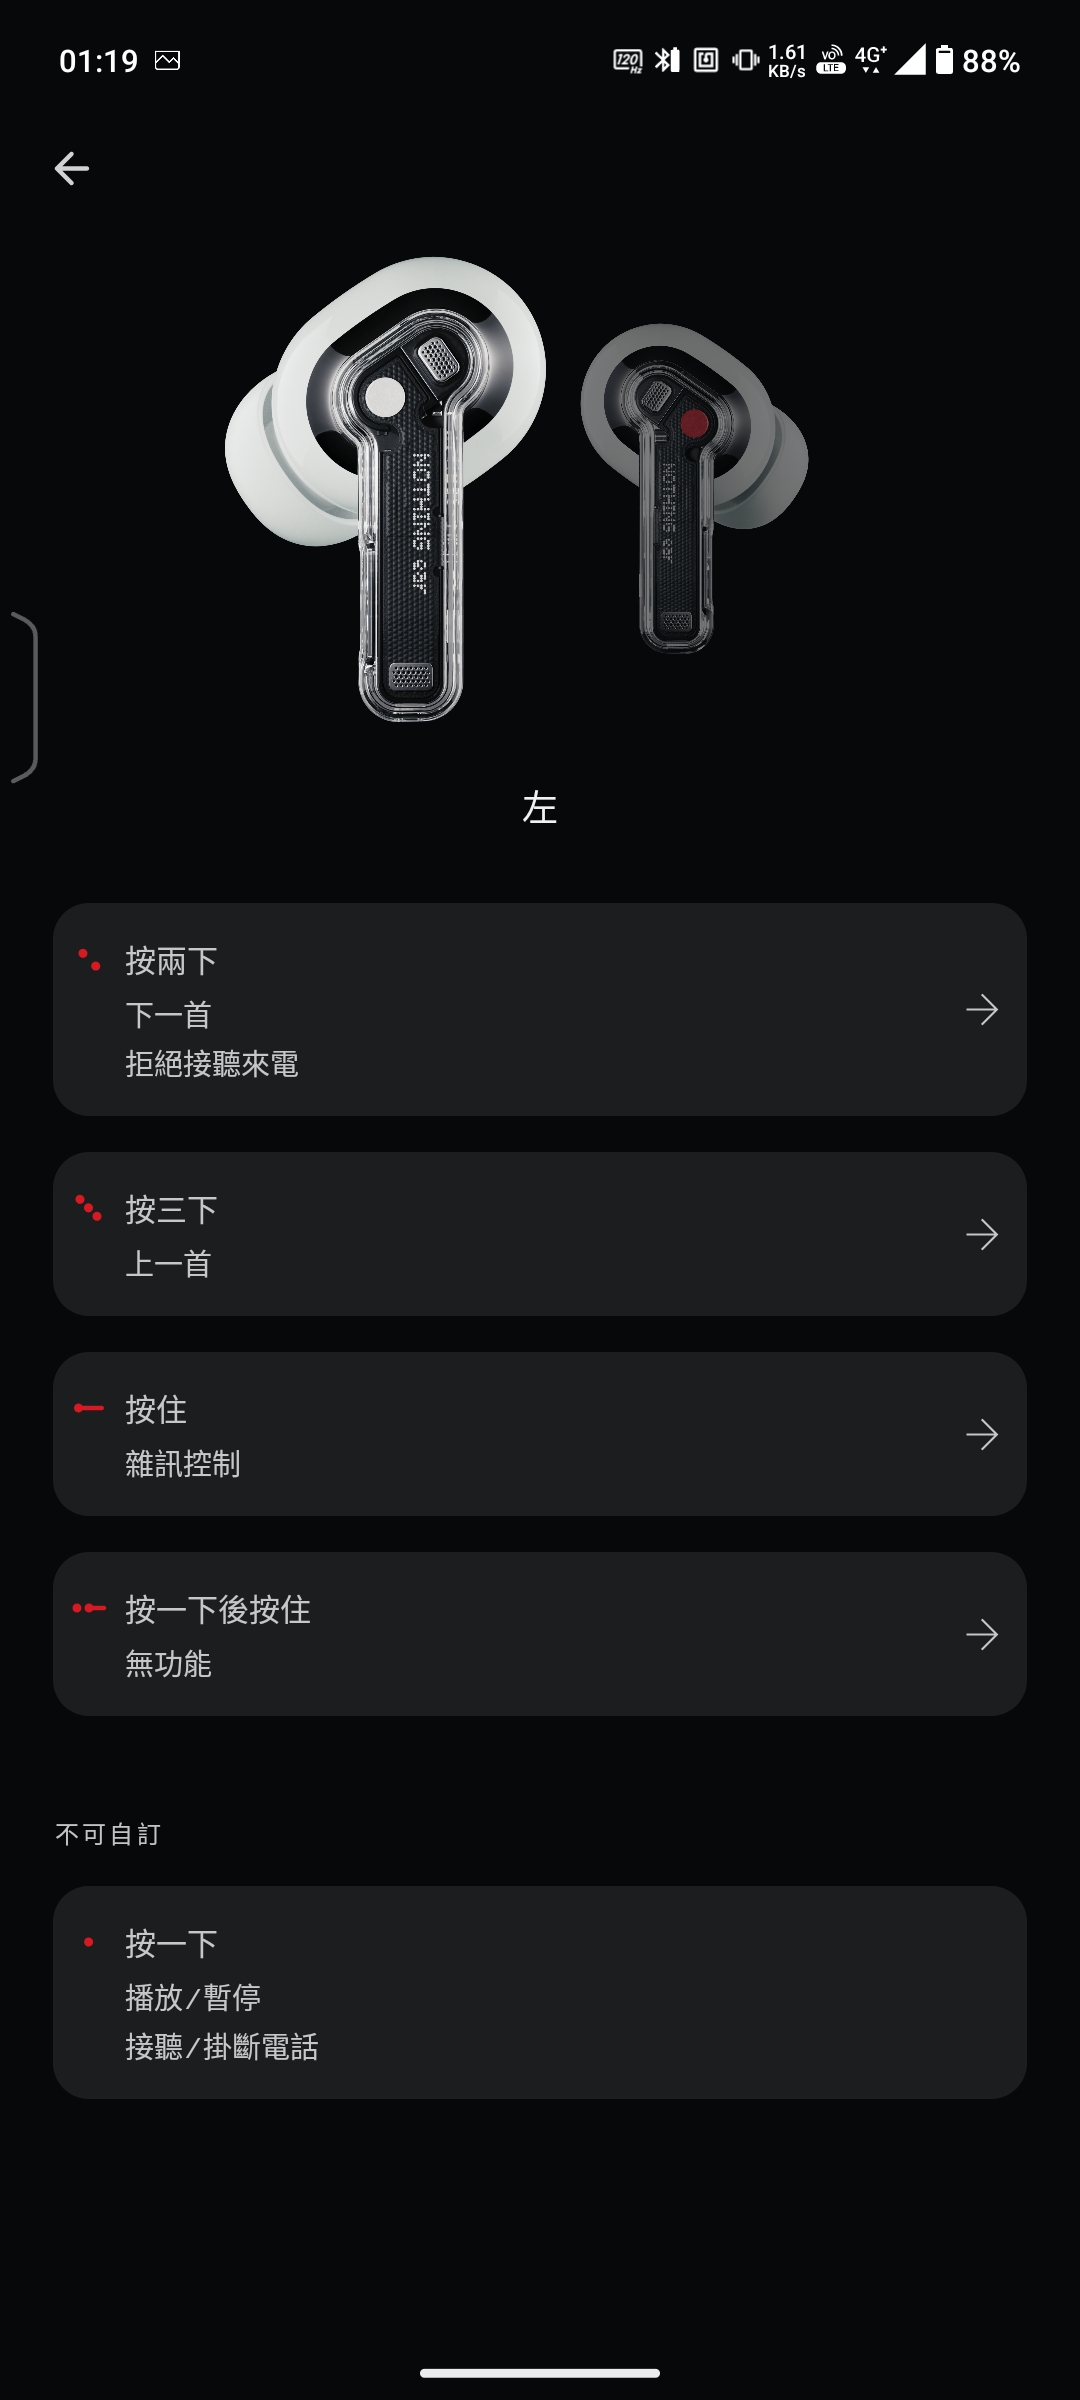 01:19
120 Hz
1.61 KB/s
VO LTE
4G+
88%
NOTHING ear
NOTHING ear
左
按兩下
下一首
拒絕接聽來電
按三下
上一首
按住
雜訊控制
按一下後按住
無功能
不可自訂
按一下
播放/暫停
接聽/掛斷電話